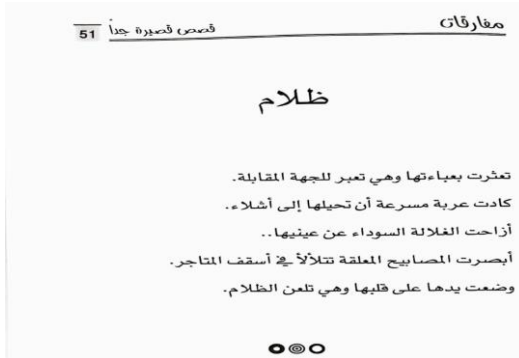 مفارقات
قصص قصيرة جداً
51
ظلام
تعثرت بعباءتها وهي تعبر للجهة المقابلة.
كادت عربة مسرعة أن تحيلها إلى أشلاء.
أزاحت الغلالة السوداء عن عينيها..
أبصرت المصابيح المعلقة تتلألأ في أسقف المتاجر.
وضعت يدها على قلبها وهي تلعن الظلام.